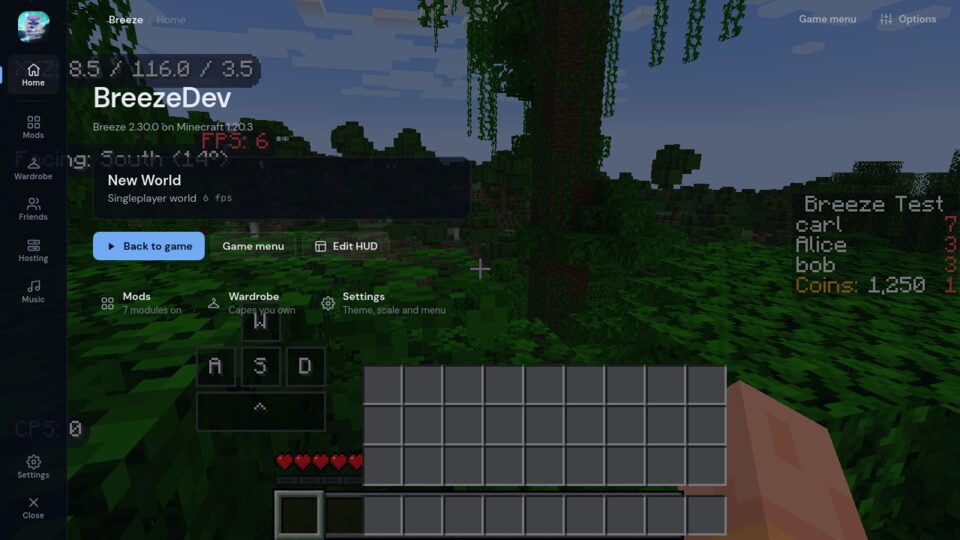 Breeze | Home
Game menu
Options
8.5 / 116.0 / 3.5
Home
BreezeDev
Breeze 2.30.0 on Minecraft 1.20.3
FPS: 6
Mods
Facing: South (14°)
Wardrobe
New World
Singleplayer world 6 fps
Friends
Breeze Test
carl 7
Alice 3
bob 3
Coins: 1,250 1
Hosting
Back to game
Game menu
Edit HUD
Music
Mods
7 modules on
Wardrobe
Capes you own
Settings
Theme, scale and menu
W
A
S
D
^
CPS: 0
Settings
Close